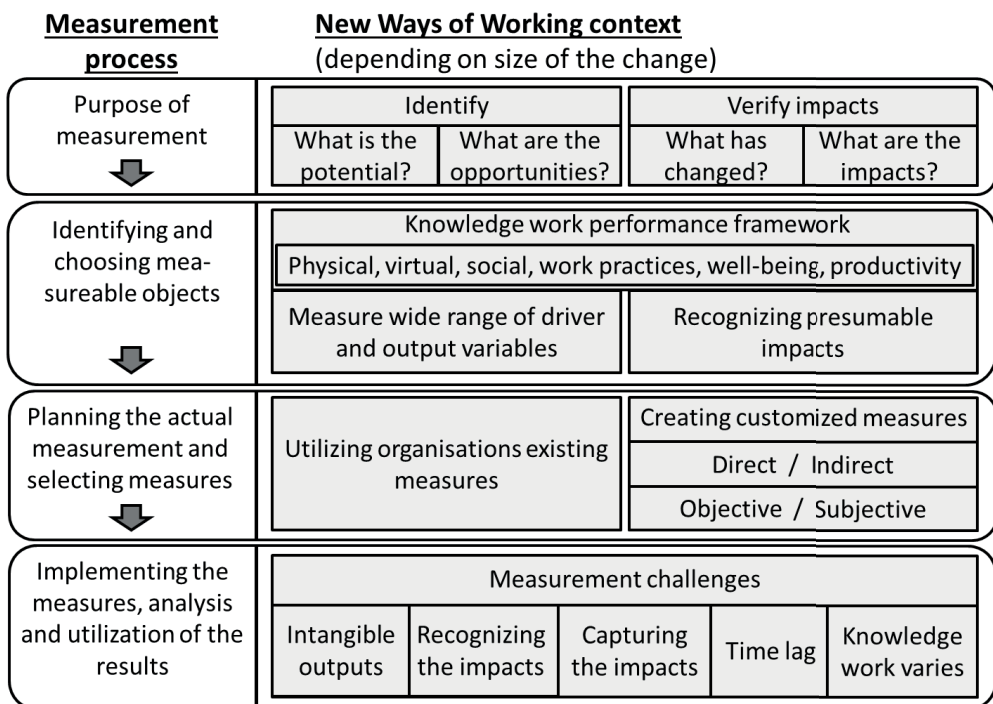 Measurement
process
New Ways of Working context
(depending on size of the change)
Purpose of
measurement
Identify
What is the
potential?
What are the
opportunities?
Verify impacts
What has
changed?
What are the
impacts?
Identifying and
choosing mea-
sureable objects
Knowledge work performance framework
Physical, virtual, social, work practices, well-being, productivity
Measure wide range of driver
and output variables
Recognizing presumable
impacts
Planning the actual
measurement and
selecting measures
Utilizing organisations existing
measures
Creating customized measures
Direct / Indirect
Objective / Subjective
Implementing the
measures, analysis
and utilization of the
results
Measurement challenges
Intangible
outputs
Recognizing
the impacts
Capturing
the impacts
Time lag
Knowledge
work varies